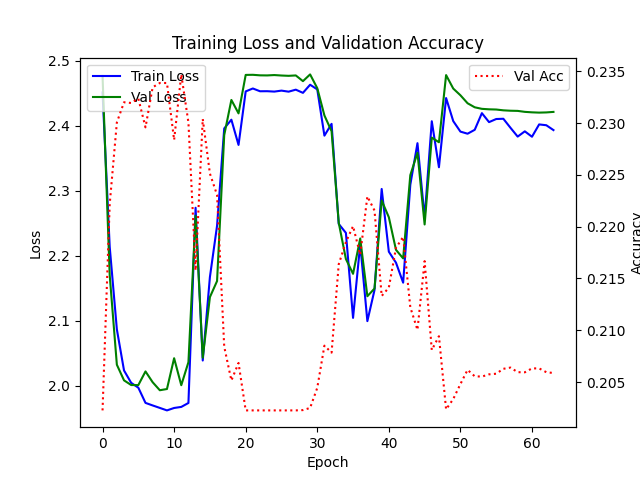 Training Loss and Validation Accuracy
Train Loss
Val Loss
Val Acc
2.5
2.4
2.3
2.2
2.1
2.0
Loss
0.235
0.230
0.225
0.220
0.215
0.210
0.205
Accuracy
0
10
20
30
40
50
60
Epoch